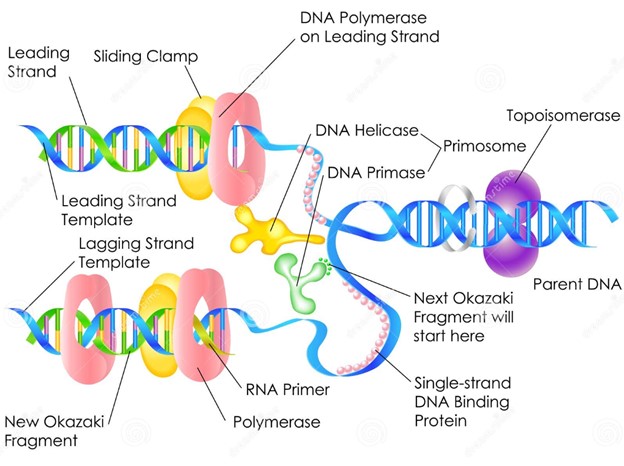 DNA Polymerase
on Leading Strand
Leading
Strand
Sliding Clamp
Topoisomerase
DNA Helicase
Primosome
DNA Primase
Leading Strand
Template
Lagging Strand
Template
Parent DNA
Next Okazaki
Fragment will
start here
RNA Primer
Single-strand
DNA Binding
Protein
New Okazaki
Fragment
Polymerase